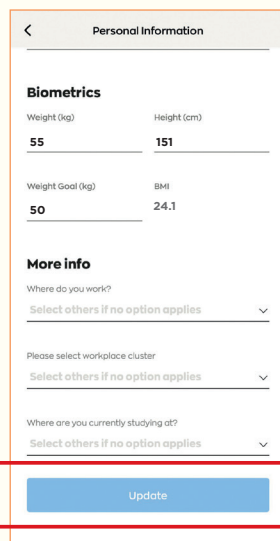 Personal Information
Biometrics
Weight (kg) Height (cm)
55 151
Weight Goal (kg) BMI
50 24.1
More info
Where do you work?
Select others if no option applies
Please select workplace cluster
Select others if no option applies
Where are you currently studying at?
Select others if no option applies
Update